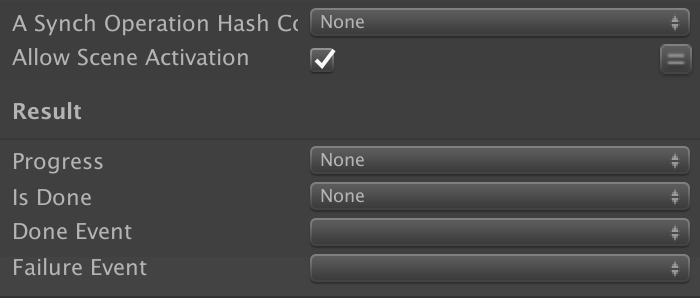 A Synch Operation Hash Co
None
Allow Scene Activation
Result
Progress
None
Is Done
None
Done Event
Failure Event